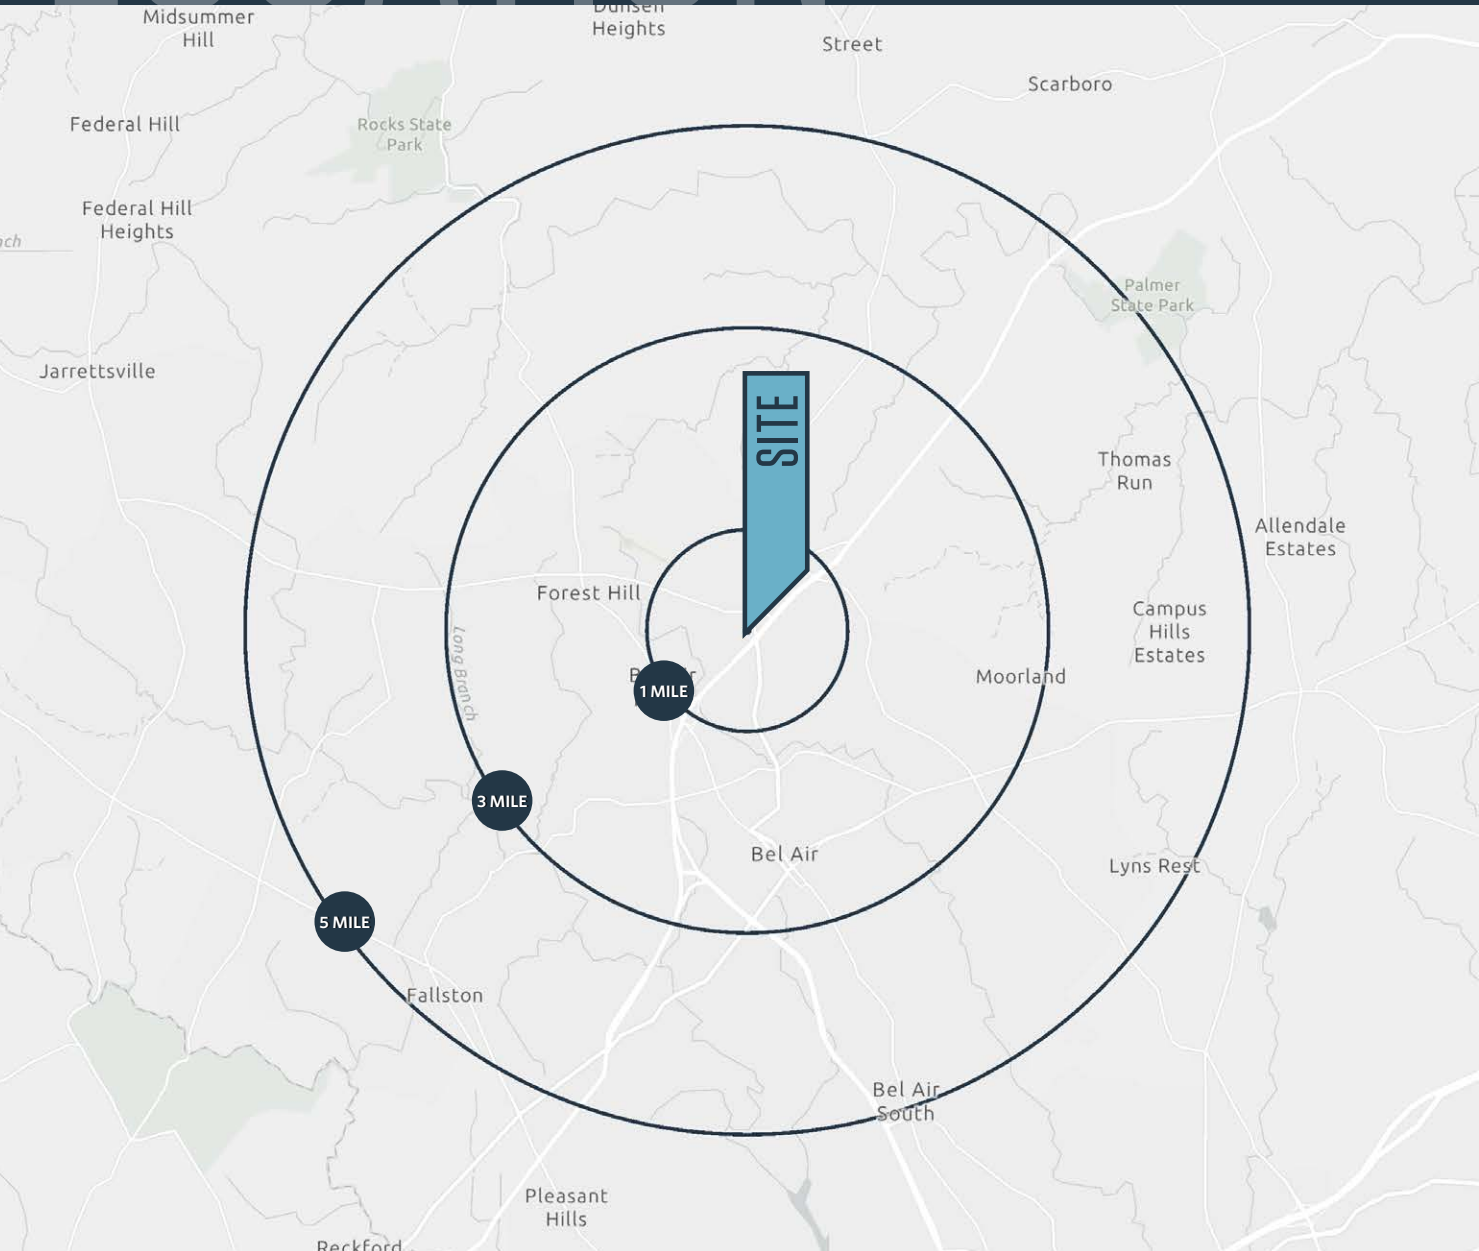 Midsummer
Hill
Dunsen
Heights
Street
Scarboro
Federal Hill
Rocks State
Park
Federal Hill
Heights
Palmer
State Park
Jarrettsville
SITE
Thomas
Run
Allendale
Estates
Forest Hill
Campus
Hills
Estates
Long Branch
Moorland
1 MILE
3 MILE
Bel Air
Lyns Rest
5 MILE
Fallston
Bel Air
South
Pleasant
Hills
Reckford